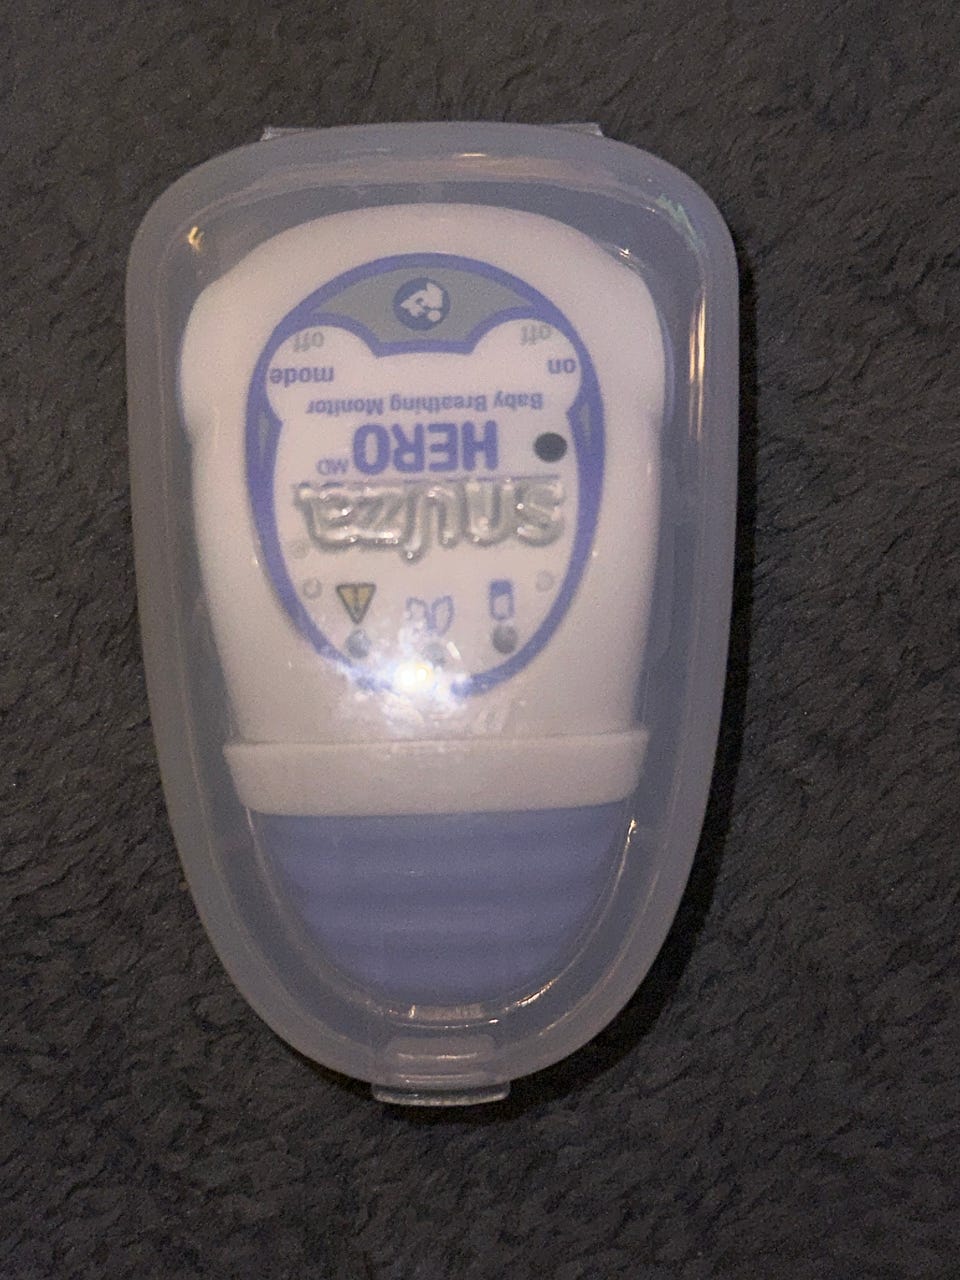 snuza
HERO MD
Baby Breathing Monitor
on mode
off off